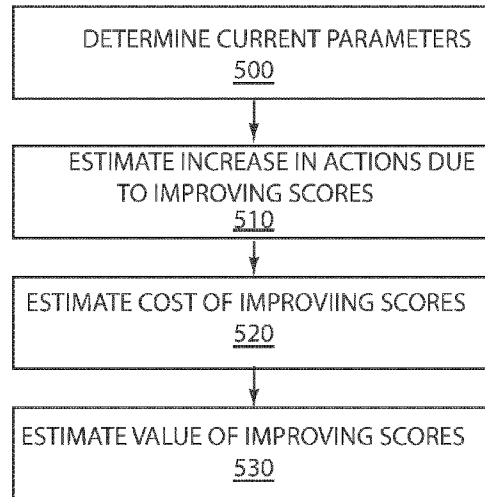 DETERMINE CURRENT PARAMETERS
500
ESTIMATE INCREASE IN ACTIONS DUE
TO IMPROVING SCORES
510
ESTIMATE COST OF IMPROVIING SCORES
520
ESTIMATE VALUE OF IMPROVING SCORES
530